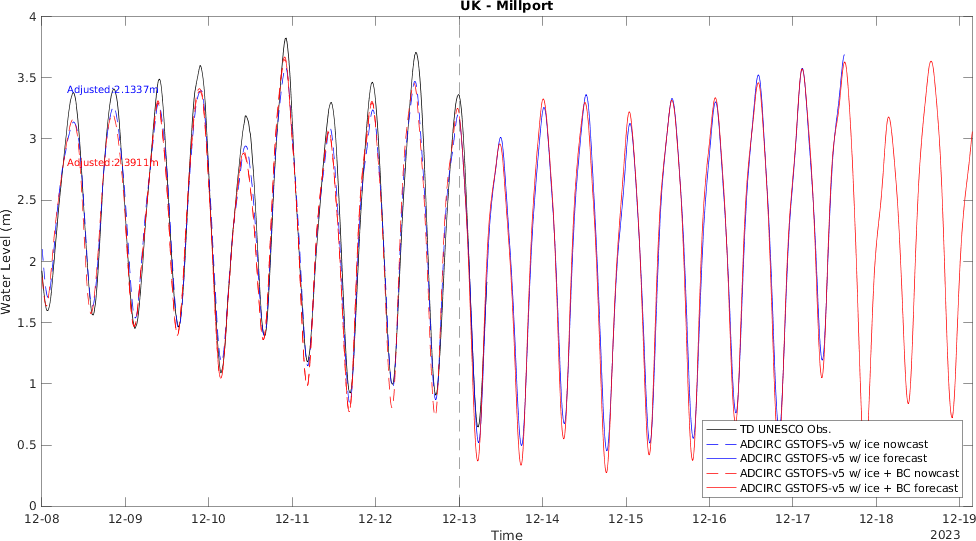 UK - Millport
4
3.5
3
2.5
2
1.5
1
0.5
0
Water Level (m)
Adjusted:2.1337m
Adjusted:2.3911m
TD UNESCO Obs.
ADCIRC GSTOFS-v5 w/ ice nowcast
ADCIRC GSTOFS-v5 w/ ice forecast
ADCIRC GSTOFS-v5 w/ ice + BC nowcast
ADCIRC GSTOFS-v5 w/ ice + BC forecast
12-08 12-09 12-10 12-11 12-12 12-13 12-14 12-15 12-16 12-17 12-18 12-19
Time
2023